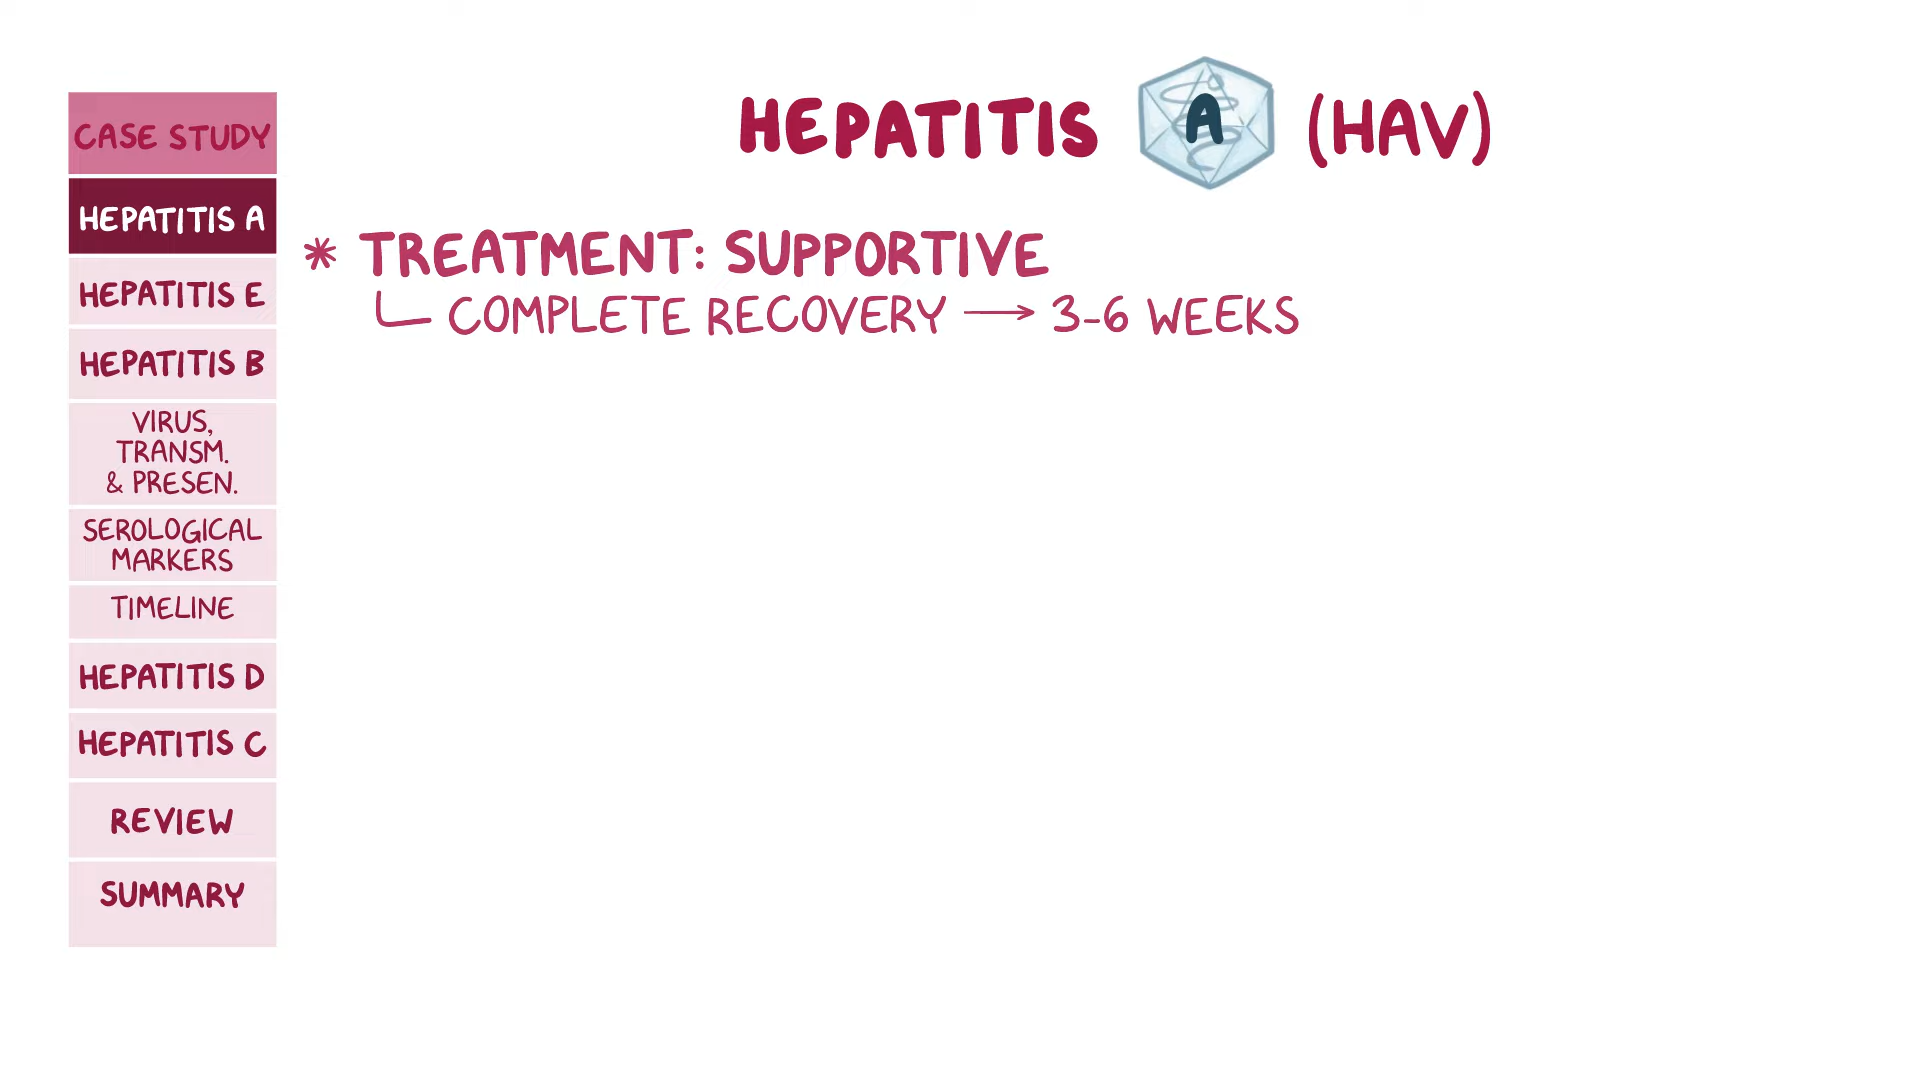 CASE STUDY
HEPATITIS A
HEPATITIS E
HEPATITIS B
VIRUS,
TRANSM.
& PRESEN.
SEROLOGICAL
MARKERS
TIMELINE
HEPATITIS D
HEPATITIS C
REVIEW
SUMMARY
HEPATITIS A (HAV)
* TREATMENT: SUPPORTIVE
COMPLETE RECOVERY → 3-6 WEEKS